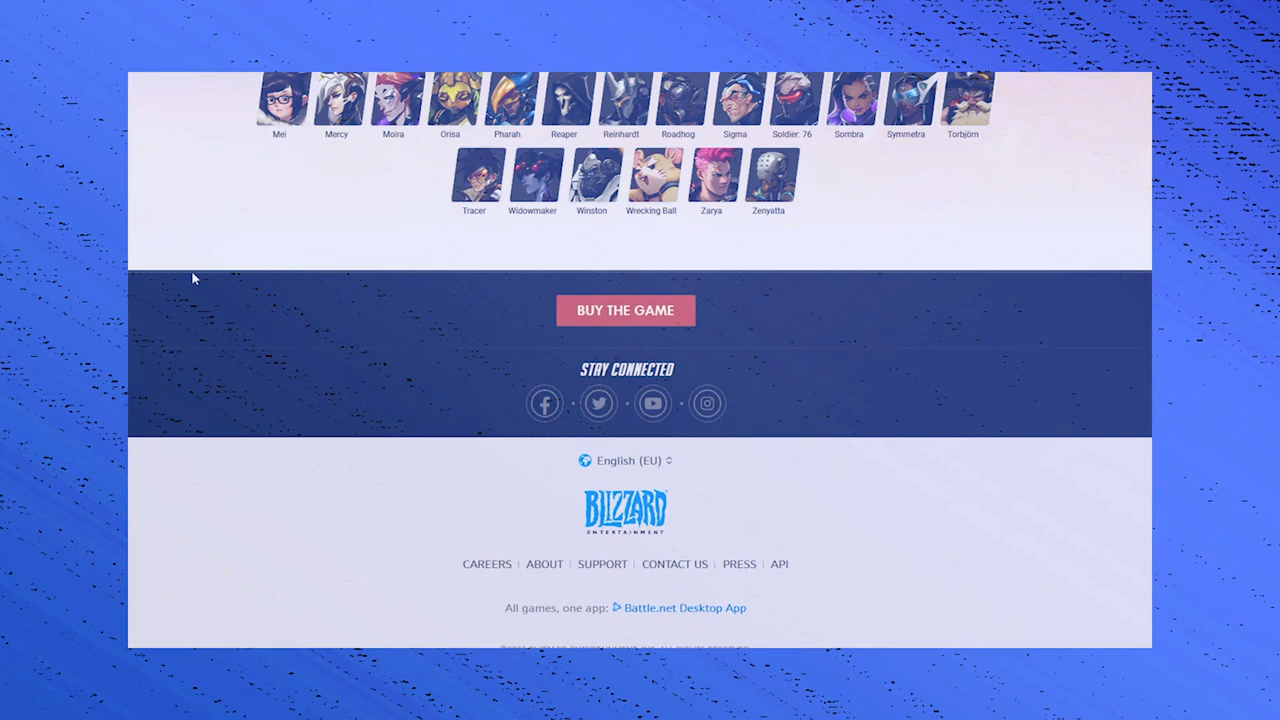 Mei Mercy Moira Orisa Pharah Reaper Reinhardt Roadhog Sigma Soldier: 76 Sombra Symmetra Torbjörn
Tracer Widowmaker Winston Wrecking Ball Zarya Zenyatta
BUY THE GAME
STAY CONNECTED
English (EU)
BLIZZARD
ENTERTAINMENT
CAREERS | ABOUT | SUPPORT | CONTACT US | PRESS | API
All games, one app: Battle.net Desktop App